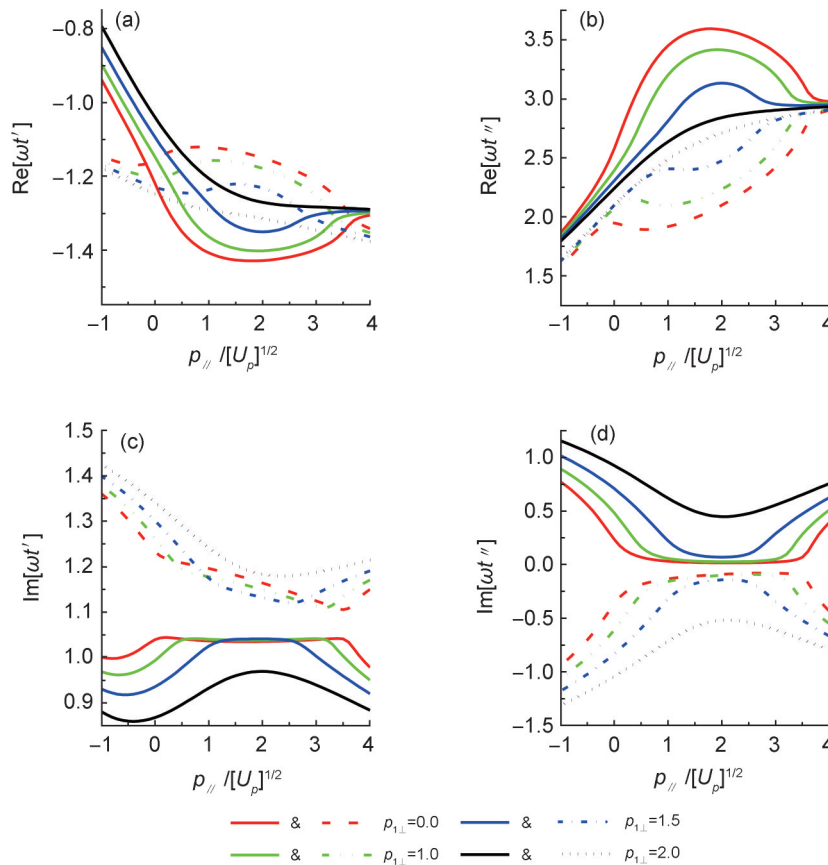 (a)
(b)
−0.8
−1.0
−1.2
−1.4
Re[ωt′]
−1 0 1 2 3 4
p// /[Up]1/2
3.5
3.0
2.5
2.0
1.5
Re[ωt″]
−1 0 1 2 3 4
p// /[Up]1/2
(c)
(d)
1.5
1.4
1.3
1.2
1.1
1.0
0.9
Im[ωt′]
−1 0 1 2 3 4
p// /[Up]1/2
1.0
0.5
0.0
−0.5
−1.0
−1.5
Im[ωt″]
−1 0 1 2 3 4
p// /[Up]1/2
& p1⊥=0.0 & p1⊥=1.5
& p1⊥=1.0 & p1⊥=2.0